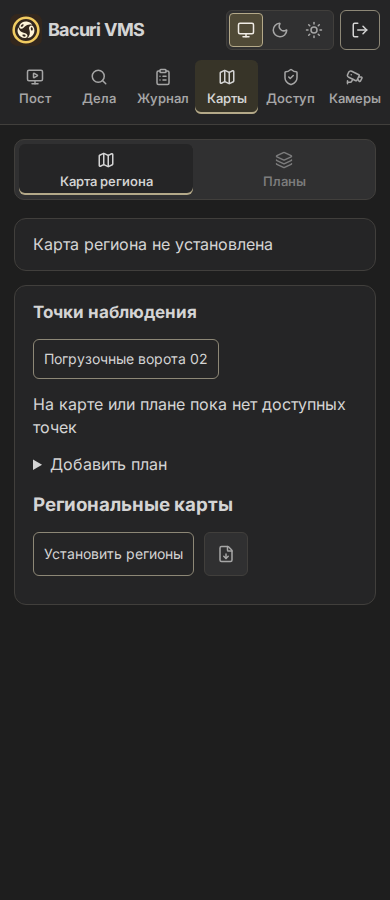 Bacuri VMS
Пост
Дела
Журнал
Карты
Доступ
Камеры
Карта региона
Планы
Карта региона не установлена
Точки наблюдения
Погрузочные ворота 02
На карте или плане пока нет доступных
точек
Добавить план
Региональные карты
Установить регионы